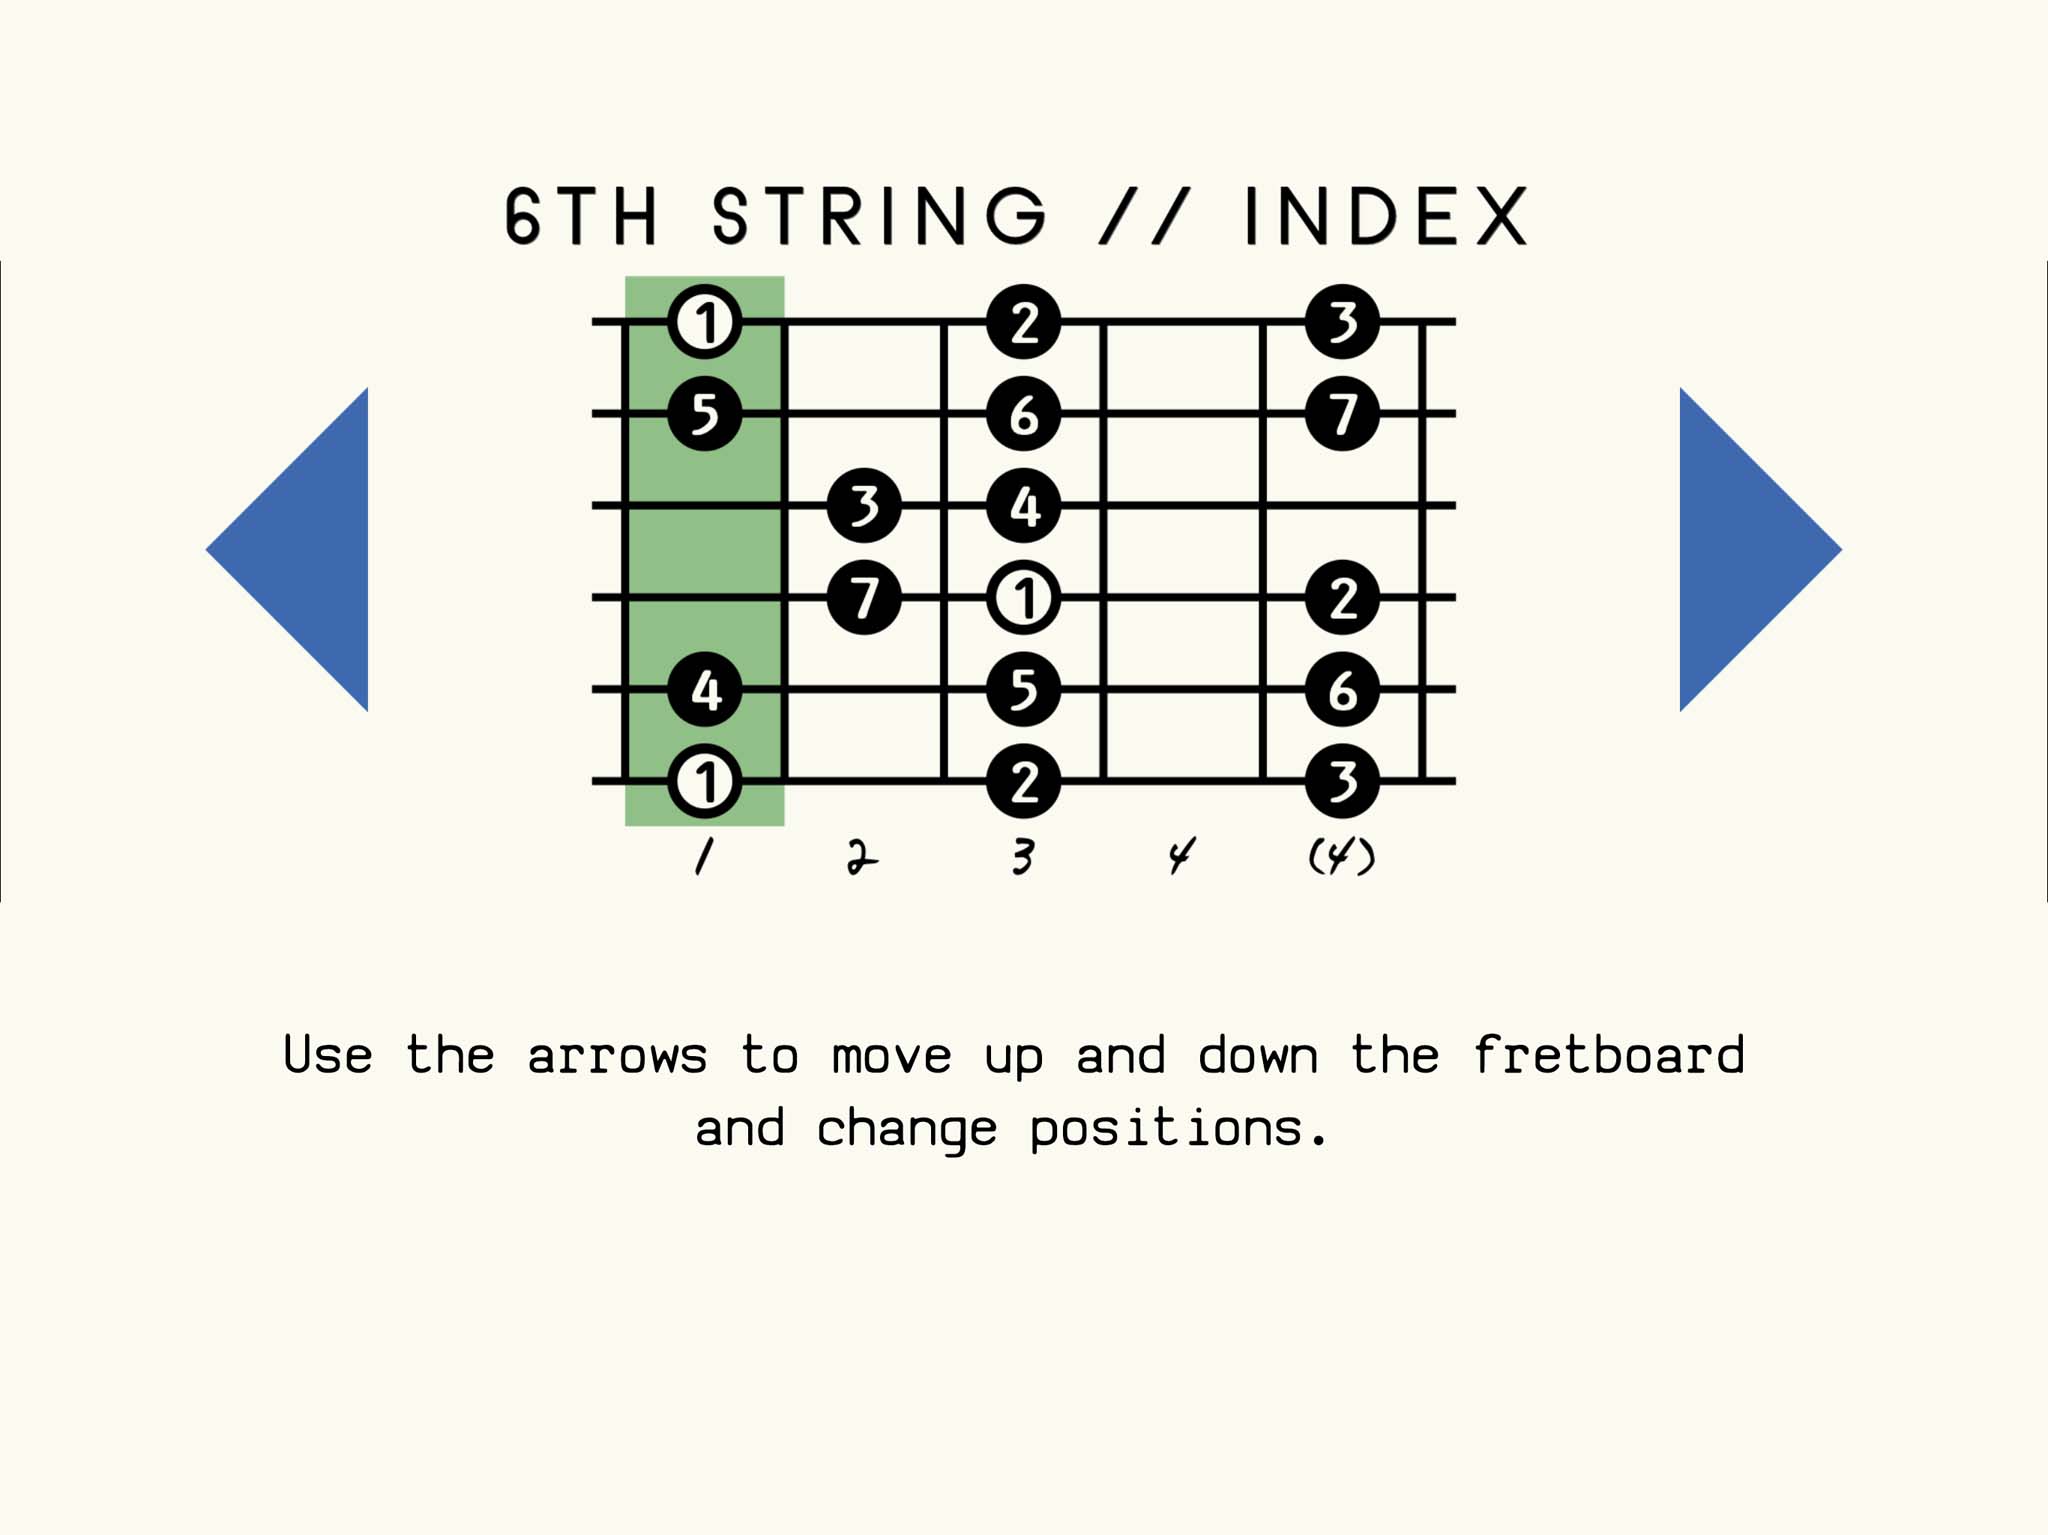 6TH STRING // INDEX
1 2 3
5 6 7
3 4
7 1 2
4 5 6
1 2 3
1 2 3 4 (4)
Use the arrows to move up and down the fretboard
and change positions.